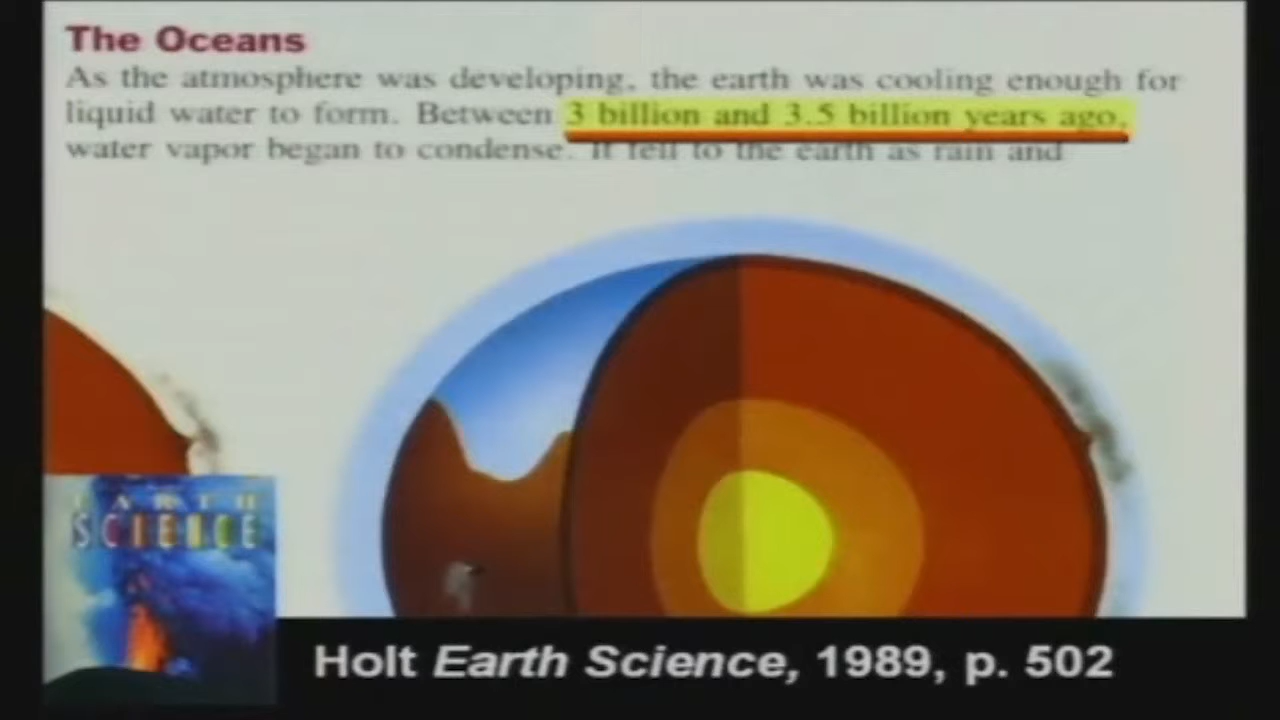 The Oceans
As the atmosphere was developing, the earth was cooling enough for
liquid water to form. Between 3 billion and 3.5 billion years ago,
water vapor began to condense. It fell to the earth as rain and
EARTH
SCIENCE
Holt Earth Science, 1989, p. 502